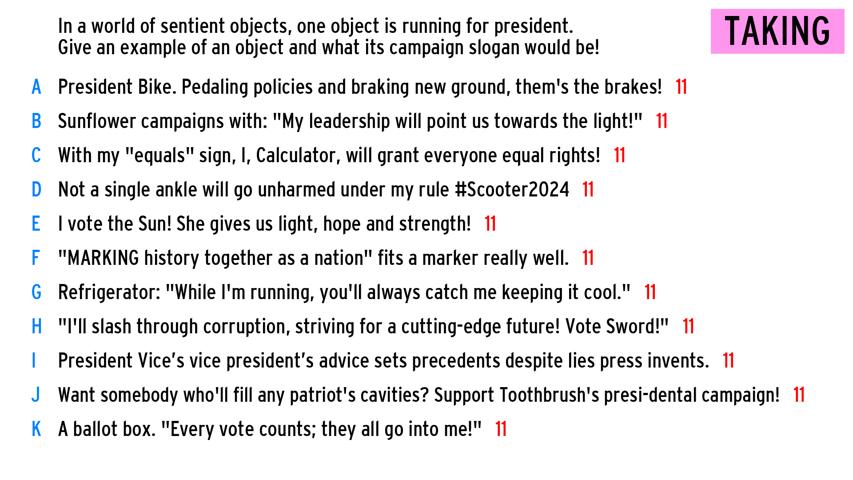 In a world of sentient objects, one object is running for president.
Give an example of an object and what its campaign slogan would be!
TAKING
A President Bike. Pedaling policies and braking new ground, them's the brakes! 11
B Sunflower campaigns with: "My leadership will point us towards the light!" 11
C With my "equals" sign, I, Calculator, will grant everyone equal rights! 11
D Not a single ankle will go unharmed under my rule #Scooter2024 11
E I vote the Sun! She gives us light, hope and strength! 11
F "MARKING history together as a nation" fits a marker really well. 11
G Refrigerator: "While I'm running, you'll always catch me keeping it cool." 11
H "I'll slash through corruption, striving for a cutting-edge future! Vote Sword!" 11
I President Vice’s vice president’s advice sets precedents despite lies press invents. 11
J Want somebody who'll fill any patriot's cavities? Support Toothbrush's presi-dental campaign! 11
K A ballot box. "Every vote counts; they all go into me!" 11